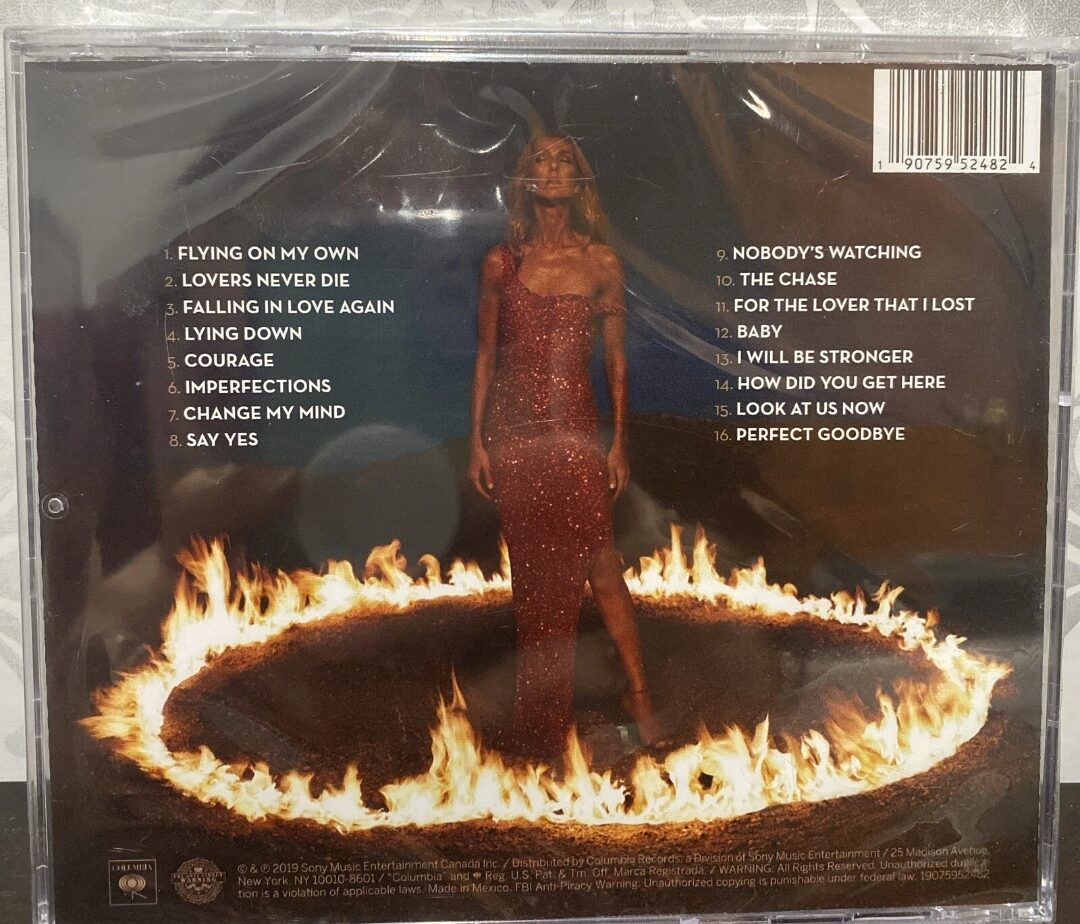 1 90759 52482 4
1. FLYING ON MY OWN
2. LOVERS NEVER DIE
3. FALLING IN LOVE AGAIN
4. LYING DOWN
5. COURAGE
6. IMPERFECTIONS
7. CHANGE MY MIND
8. SAY YES
9. NOBODY'S WATCHING
10. THE CHASE
11. FOR THE LOVER THAT I LOST
12. BABY
13. I WILL BE STRONGER
14. HOW DID YOU GET HERE
15. LOOK AT US NOW
16. PERFECT GOODBYE
COLUMBIA
© & ℗ 2019 Sony Music Entertainment Canada Inc. / Distributed by Columbia Records, a Division of Sony Music Entertainment / 25 Madison Avenue,
New York, NY 10010-8601 / "Columbia" and Reg. U.S. Pat. & Tm. Off. Marca Registrada. / WARNING: All Rights Reserved. Unauthorized duplica-
tion is a violation of applicable laws. Made in Mexico. FBI Anti-Piracy Warning: Unauthorized copying is punishable under federal law. 19075952482